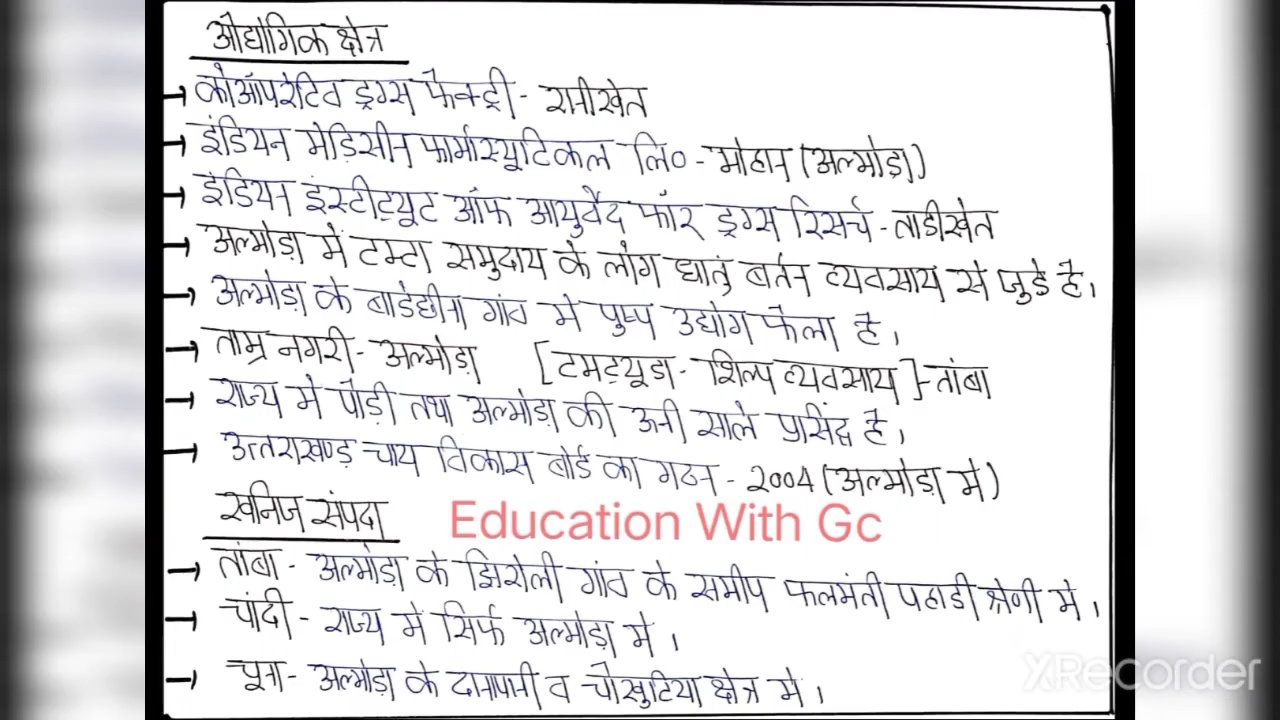 औद्योगिक क्षेत्र
→ कोऑपरेटिव ड्रग्स फैक्ट्री - रानीखेत
→ इंडियन मेडिसीन फार्मास्यूटिकल लि० - मोहान (अल्मोड़ा)
→ इंडियन इंस्टीट्यूट ऑफ आयुर्वेद फॉर ड्रग्स रिसर्च - ताडीखेत
→ अल्मोडा में टम्टा समुदाय के लोग धातु बर्तन व्यवसाय से जुडे है।
→ अल्मोडा के बाडेछीना गांव में पुष्प उद्योग फैला है।
→ ताम्र नगरी - अल्मोड़ा [टमट्यूडा - शिल्प व्यवसाय] - तांबा
→ राज्य में पौड़ी तथा अल्मोडा की ऊनी साले प्रसिद्ध है।
→ उत्तराखण्ड चाय विकास बोर्ड का गठन - २००4 (अल्मोड़ा में)
खनिज संपदा
Education With Gc
→ तांबा - अल्मोडा के झिरोली गांव के समीप फलमंती पहाडी श्रेणी में।
→ चांदी - राज्य में सिर्फ अल्मोड़ा में।
→ चूना - अल्मोडा के दानापानी व चौखुटिया क्षेत्र में।
XRecorder